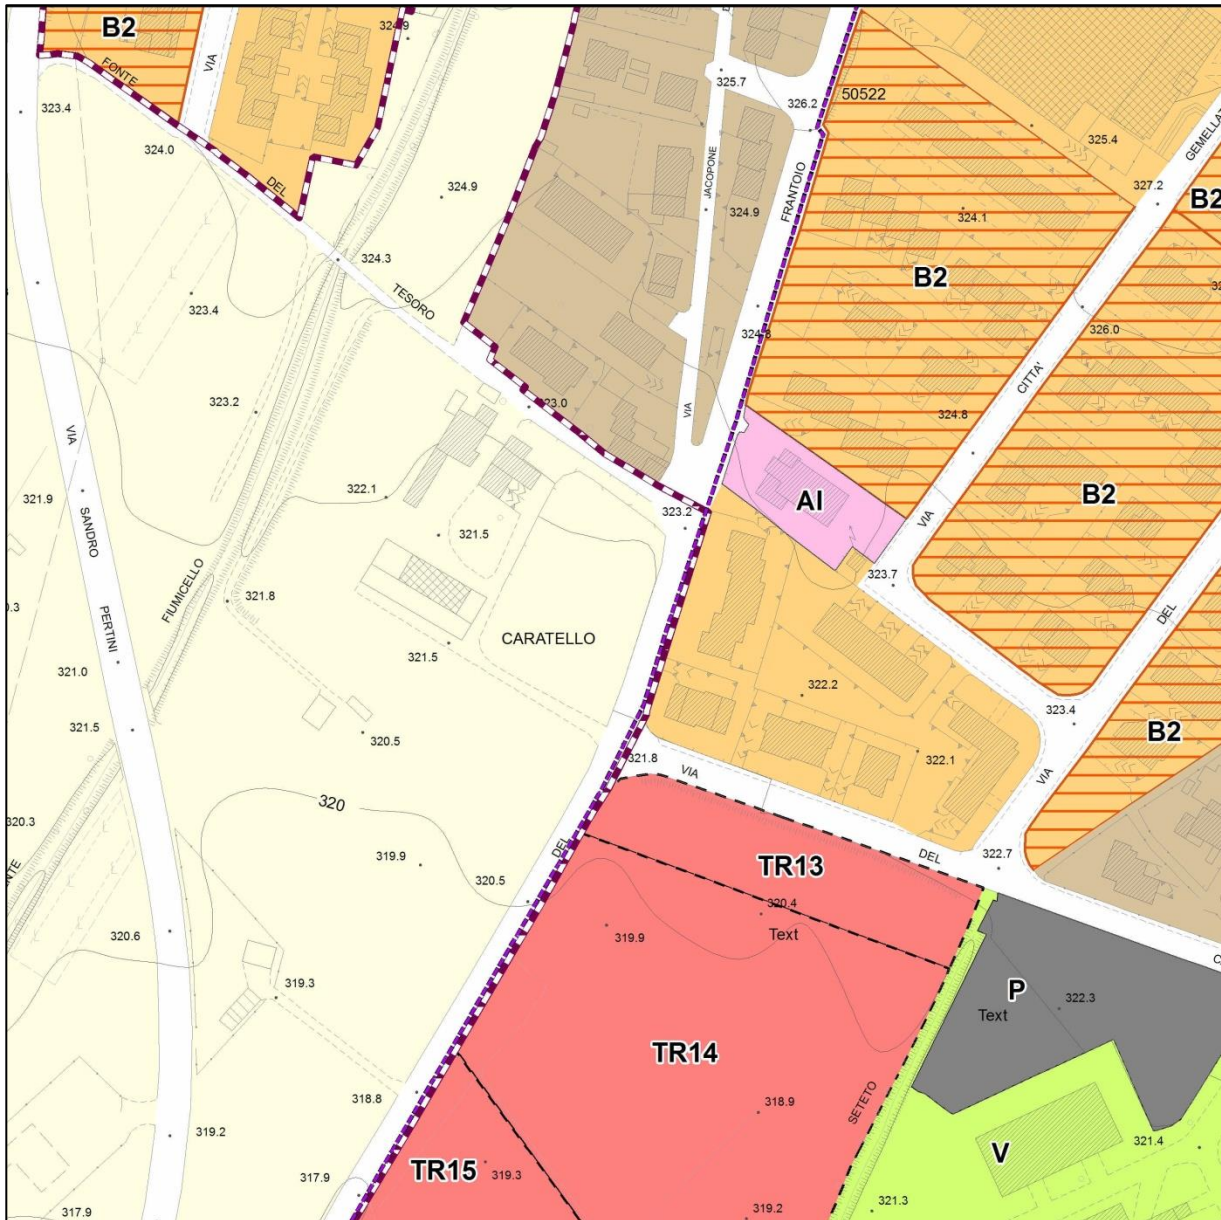 B2
324.9
FONTE
VIA
323.4
325.7
326.2
50522
325.4
GEMELLA
324.0
327.2
B2
DEL
324.9
JACOPONE
324.9
FRANTOIO
324.1
324.3
B2
323.4
TESORO
326.0
324.8
CITTA'
323.2
323.0
VIA
324.8
VIA
321.9
322.1
SANDRO
AI
B2
VIA
323.2
321.5
323.7
FIUMICELLO
321.8
CARATELLO
DEL
PERTINI
321.5
321.0
322.2
323.4
321.5
320.5
B2
321.8
VIA
322.1
VIA
320
320.3
DEL
319.9
TR13
DEL
322.7
320.5
320.4
319.9
Text
320.6
319.3
P
322.3
Text
TR14
318.8
318.9
SETETO
319.2
V
321.4
TR15
319.3
317.9
317.9
319.2
321.3